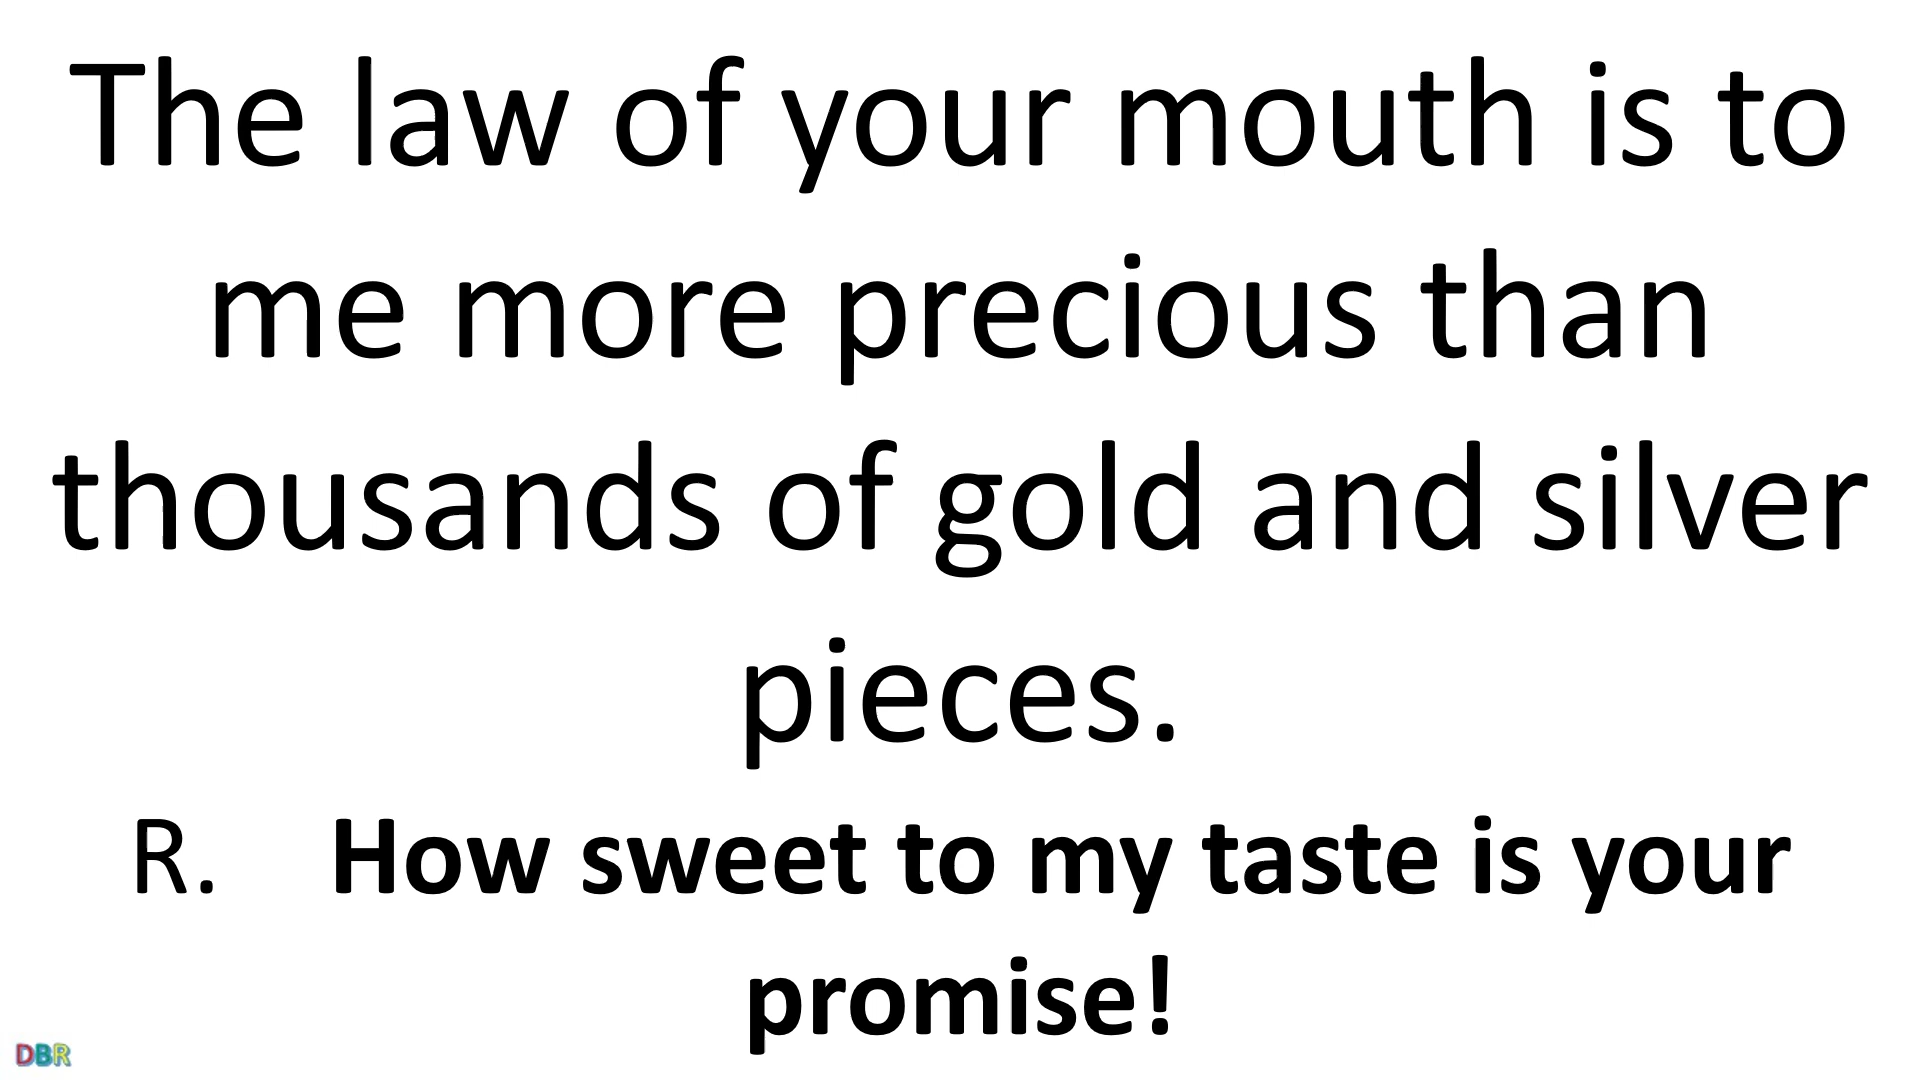 The law of your mouth is to
me more precious than
thousands of gold and silver
pieces.
R. How sweet to my taste is your
promise!
DBR